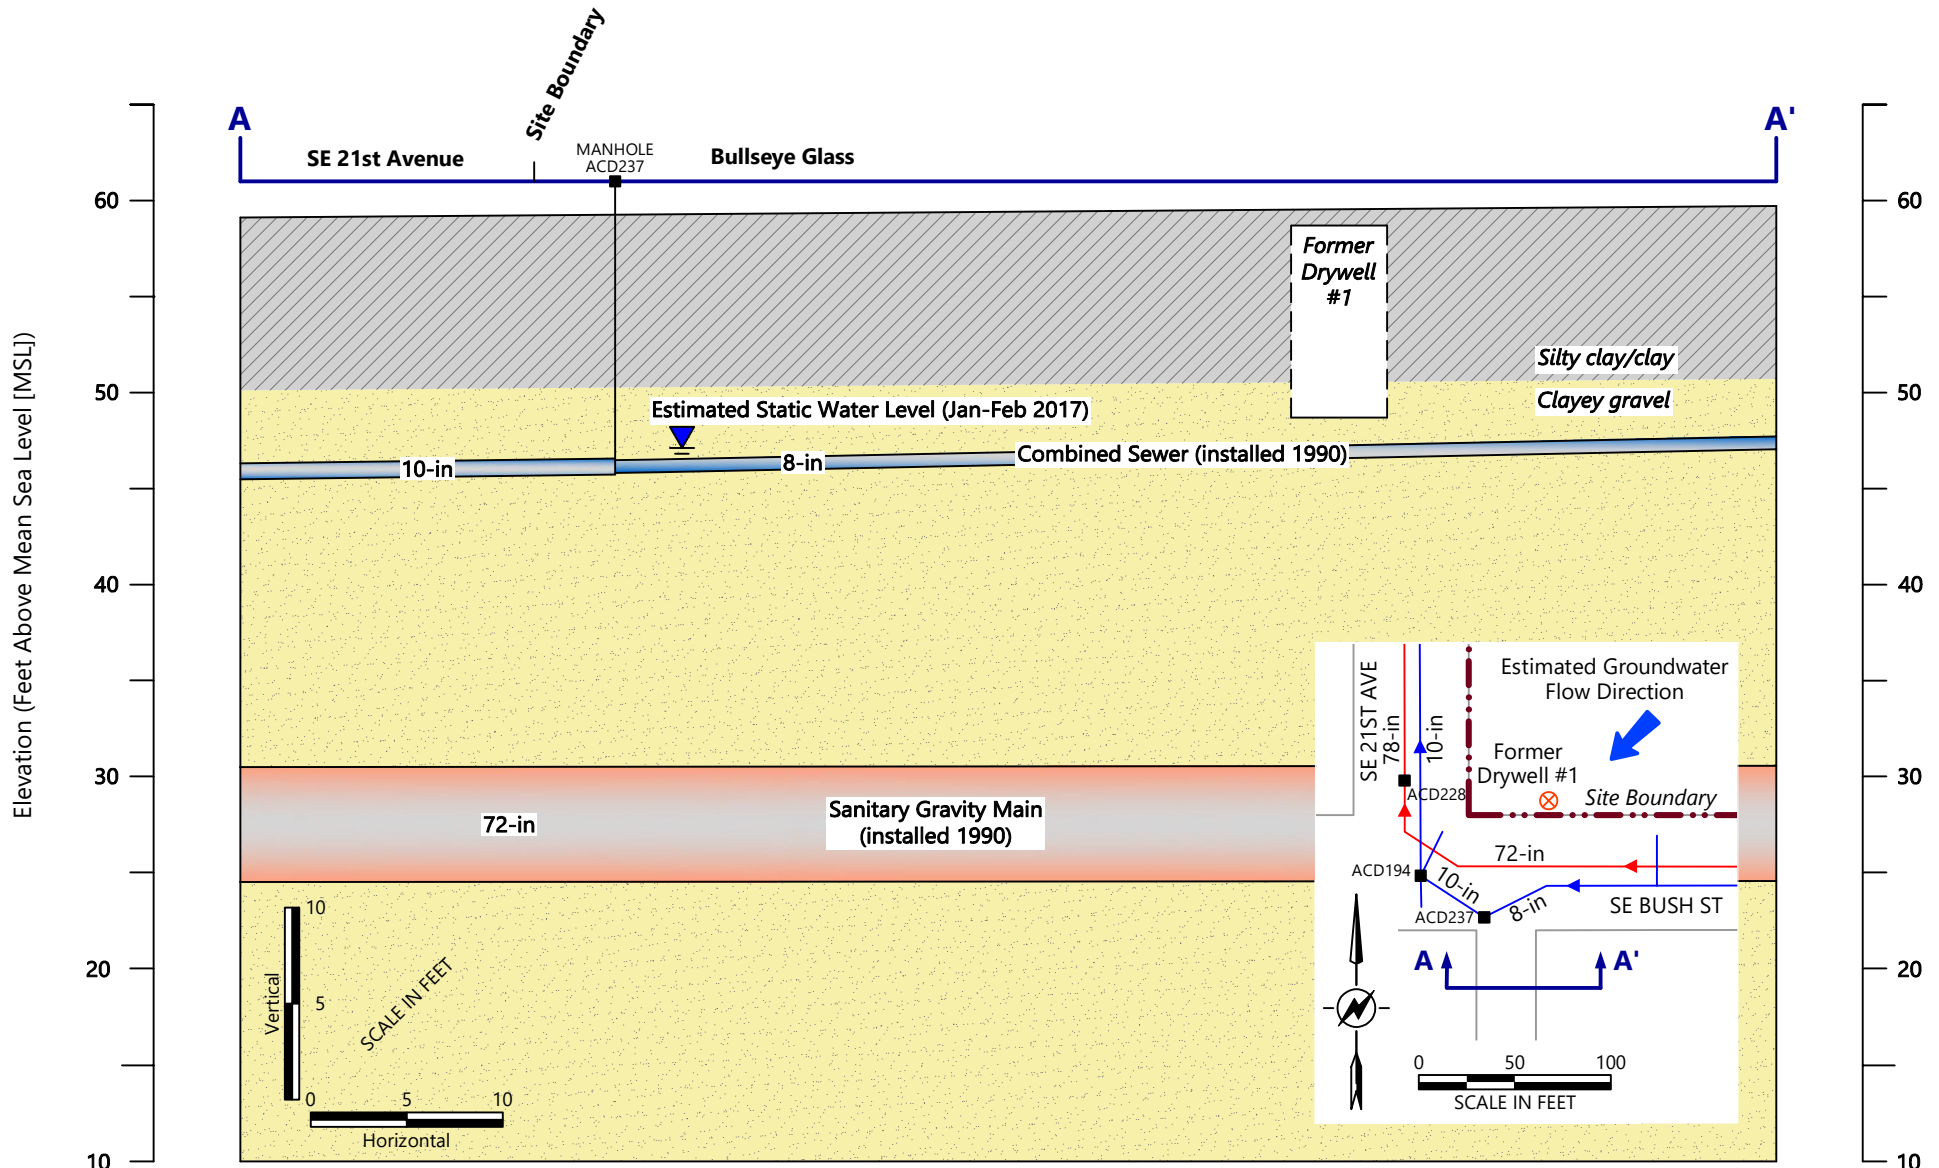 Site Boundary
A
A'
SE 21st Avenue
MANHOLE
ACD237
Bullseye Glass
Elevation (Feet Above Mean Sea Level [MSL])
60
50
40
30
20
10
60
50
40
30
20
10
Former
Drywell
#1
Silty clay/clay
Clayey gravel
Estimated Static Water Level (Jan-Feb 2017)
10-in
8-in
Combined Sewer (installed 1990)
72-in
Sanitary Gravity Main
(installed 1990)
10
5
Vertical
SCALE IN FEET
0
5
10
Horizontal
SE 21ST AVE
78-in
10-in
Estimated Groundwater
Flow Direction
Former
Drywell #1
ACD228
Site Boundary
72-in
ACD194
10-in
ACD237
8-in
SE BUSH ST
A
A'
0
50
100
SCALE IN FEET